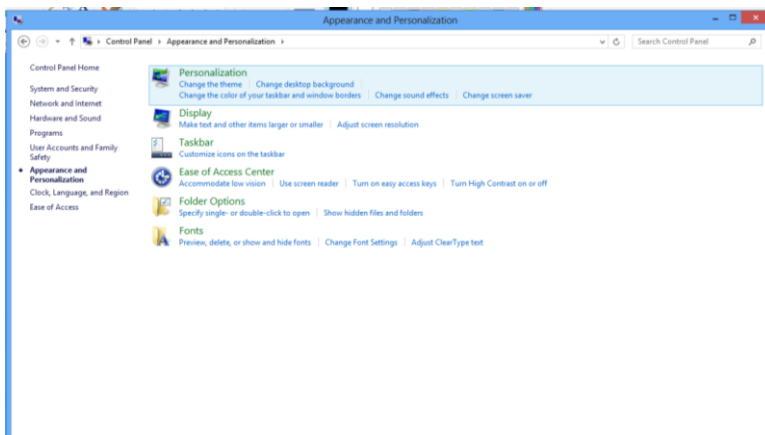 Appearance and Personalization
Control Panel Appearance and Personalization
Search Control Panel
Control Panel Home
System and Security
Network and Internet
Hardware and Sound
Programs
User Accounts and Family
Safety
Appearance and
Personalization
Clock, Language, and Region
Ease of Access
Personalization
Change the theme Change desktop background
Change the color of your taskbar and window borders Change sound effects Change screen saver
Display
Make text and other items larger or smaller Adjust screen resolution
Taskbar
Customize icons on the taskbar
Ease of Access Center
Accommodate low vision Use screen reader Turn on easy access keys Turn High Contrast on or off
Folder Options
Specify single- or double-click to open Show hidden files and folders
Fonts
Preview, delete, or show and hide fonts Change Font Settings Adjust ClearType text